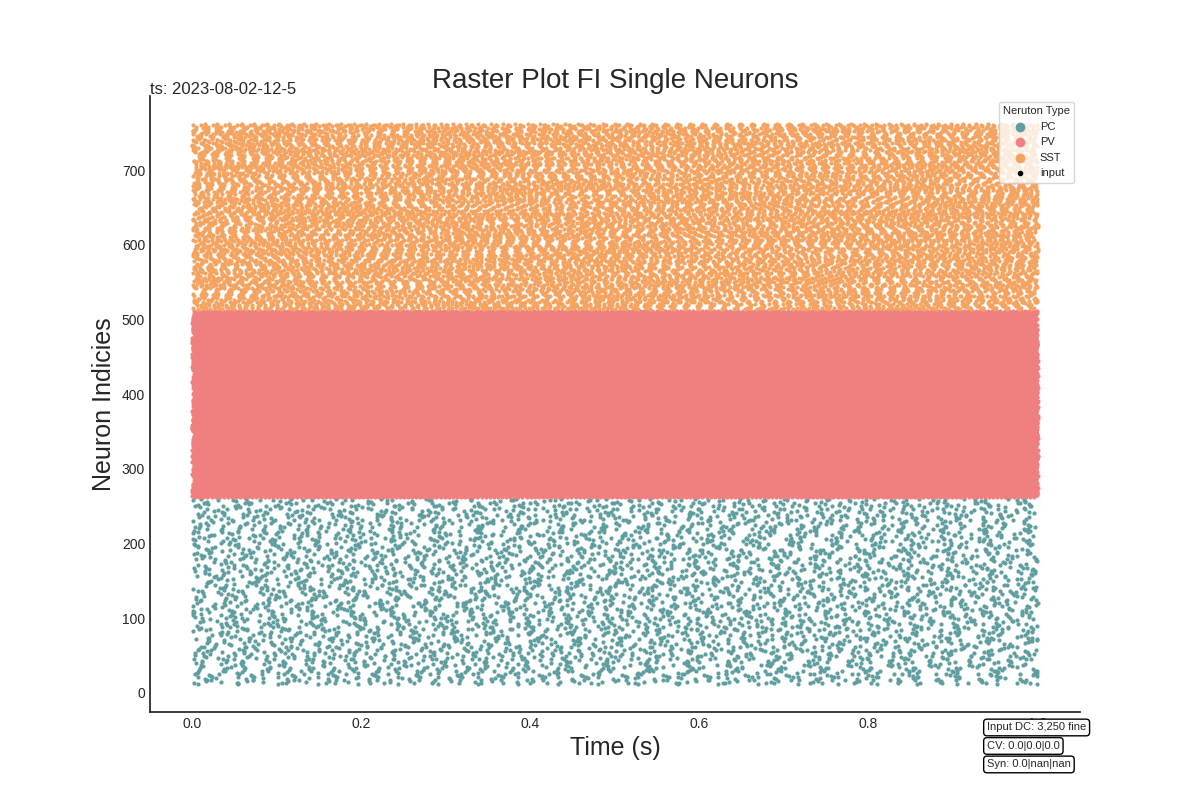 Raster Plot FI Single Neurons
ts: 2023-08-02-12-5
Neruton Type
PC
PV
SST
input
Neuron Indicies
700
600
500
400
300
200
100
0
0.0 0.2 0.4 0.6 0.8
Time (s)
Input DC: 3,250 fine
CV: 0.0|0.0|0.0
Syn: 0.0|nan|nan